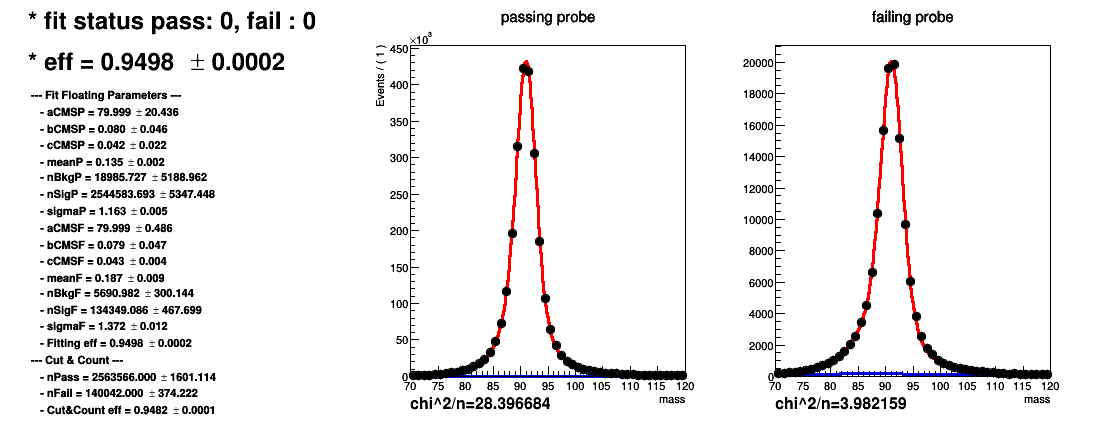 * fit status pass: 0, fail : 0
* eff = 0.9498 ± 0.0002
--- Fit Floating Parameters ---
- aCMSP = 79.999 ± 20.436
- bCMSP = 0.080 ± 0.046
- cCMSP = 0.042 ± 0.022
- meanP = 0.135 ± 0.002
- nBkgP = 18985.727 ± 5188.962
- nSigP = 2544583.693 ± 5347.448
- sigmaP = 1.163 ± 0.005
- aCMSF = 79.999 ± 0.486
- bCMSF = 0.079 ± 0.047
- cCMSF = 0.043 ± 0.004
- meanF = 0.187 ± 0.009
- nBkgF = 5690.982 ± 300.144
- nSigF = 134349.086 ± 467.699
- sigmaF = 1.372 ± 0.012
- Fitting eff = 0.9498 ± 0.0002
--- Cut & Count ---
- nPass = 2563566.000 ± 1601.114
- nFail = 140042.000 ± 374.222
- Cut&Count eff = 0.9482 ± 0.0001
passing probe
×10³
Events / ( 1 )
450
400
350
300
250
200
150
100
50
0
70 75 80 85 90 95 100 105 110 115 120
mass
chi^2/n=28.396684
failing probe
20000
18000
16000
14000
12000
10000
8000
6000
4000
2000
0
70 75 80 85 90 95 100 105 110 115 120
mass
chi^2/n=3.982159